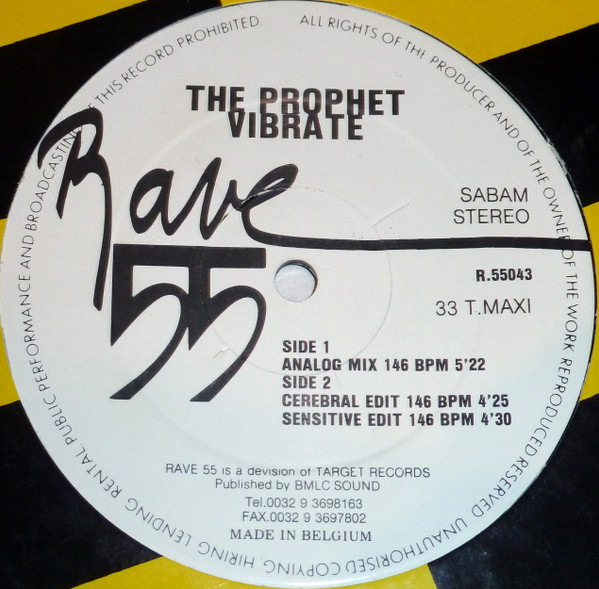 ALL RIGHTS OF THE PRODUCER AND OF THE OWNER OF THE WORK REPRODUCED RESERVED. UNAUTHORISED COPYING. HIRING. LENDING. RENTAL PUBLIC PERFORMANCE AND BROADCASTING OF THIS RECORD PROHIBITED.
THE PROPHET
VIBRATE
Rave
55
SABAM
STEREO
R.55043
33 T.MAXI
SIDE 1
ANALOG MIX 146 BPM 5'22
SIDE 2
CEREBRAL EDIT 146 BPM 4'25
SENSITIVE EDIT 146 BPM 4'30
RAVE 55 is a devision of TARGET RECORDS
Published by BMLC SOUND
Tel.0032 9 3698163
FAX.0032 9 3697802
MADE IN BELGIUM